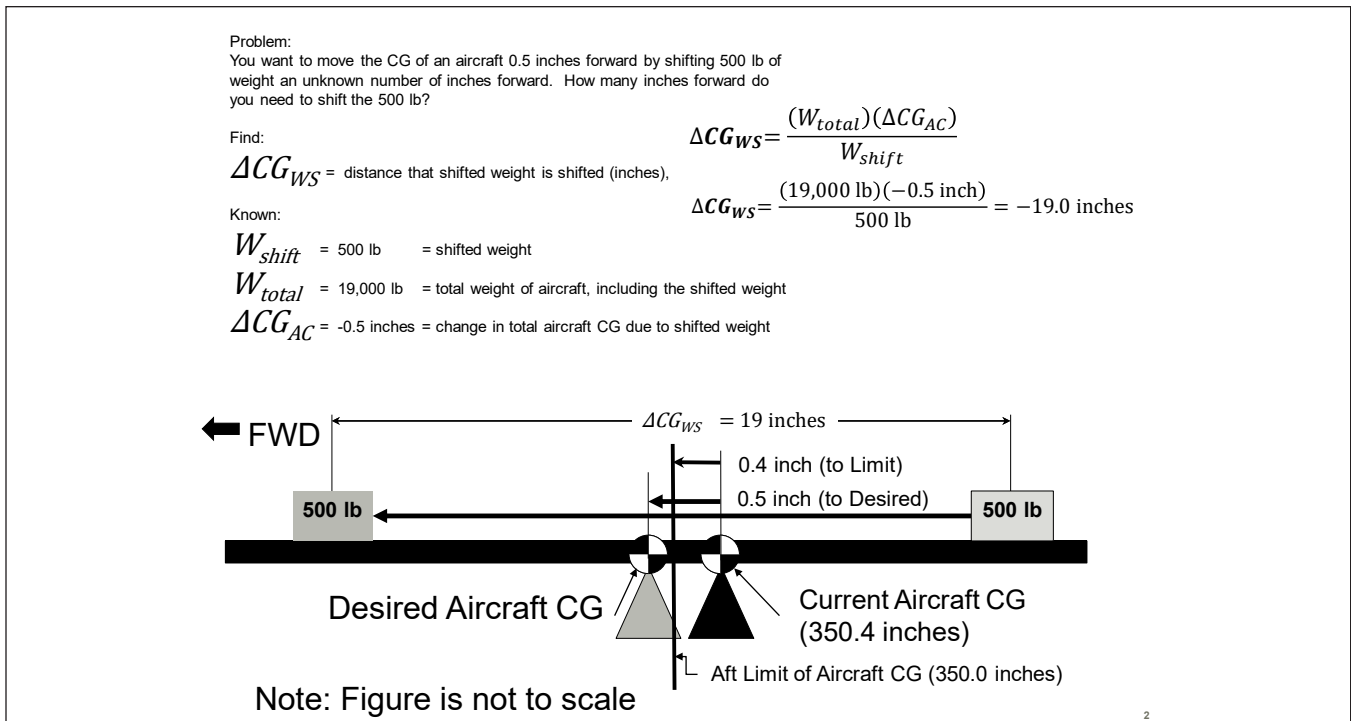 Problem:
You want to move the CG of an aircraft 0.5 inches forward by shifting 500 lb of
weight an unknown number of inches forward. How many inches forward do
you need to shift the 500 lb?
Find:
ΔCG_WS = distance that shifted weight is shifted (inches),
Known:
W_shift = 500 lb = shifted weight
W_total = 19,000 lb = total weight of aircraft, including the shifted weight
ΔCG_AC = -0.5 inches = change in total aircraft CG due to shifted weight
ΔCG_WS = (W_total)(ΔCG_AC) / W_shift
ΔCG_WS = (19,000 lb)(−0.5 inch) / 500 lb = −19.0 inches
FWD
ΔCG_WS = 19 inches
0.4 inch (to Limit)
0.5 inch (to Desired)
500 lb
500 lb
Desired Aircraft CG
Current Aircraft CG
(350.4 inches)
Aft Limit of Aircraft CG (350.0 inches)
Note: Figure is not to scale
2